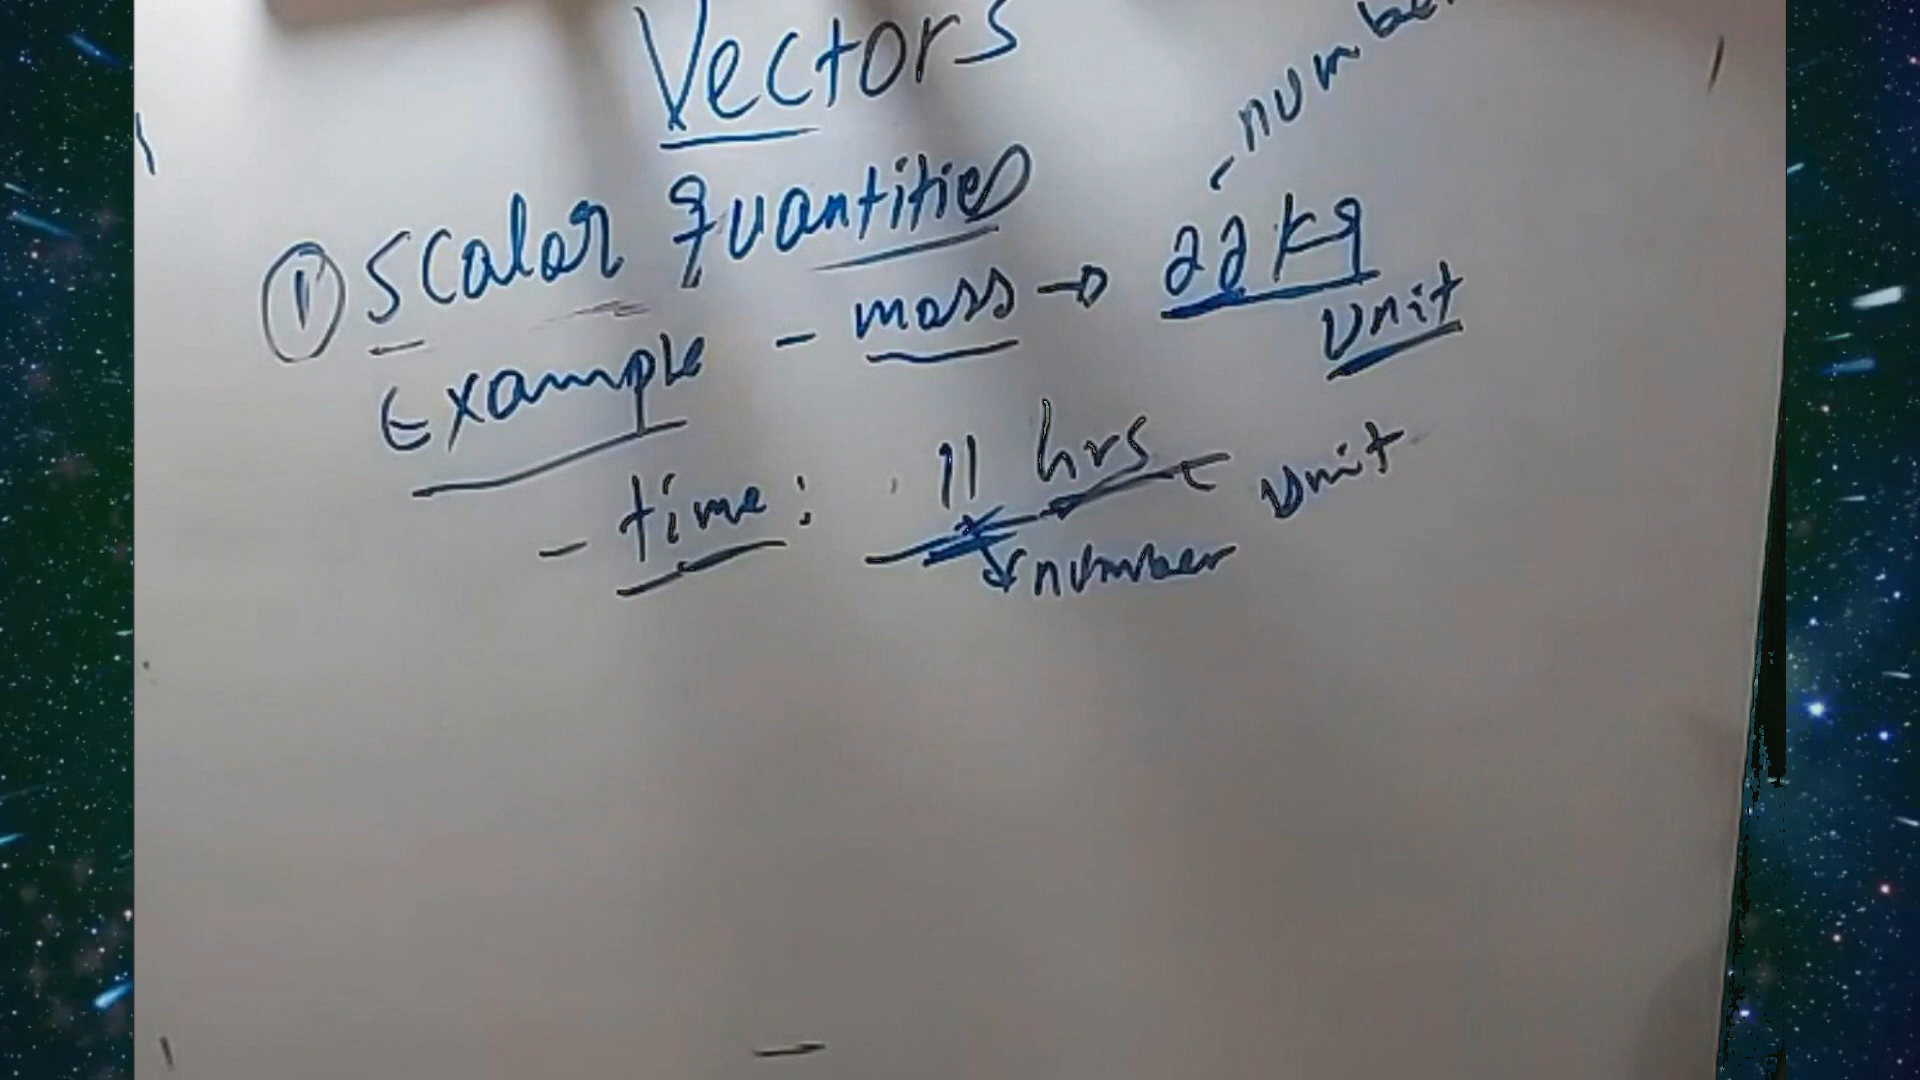 Vectors
number
① Scalar quantities
Example - mass → 22 kg
unit
- time: 11 hrs unit
number